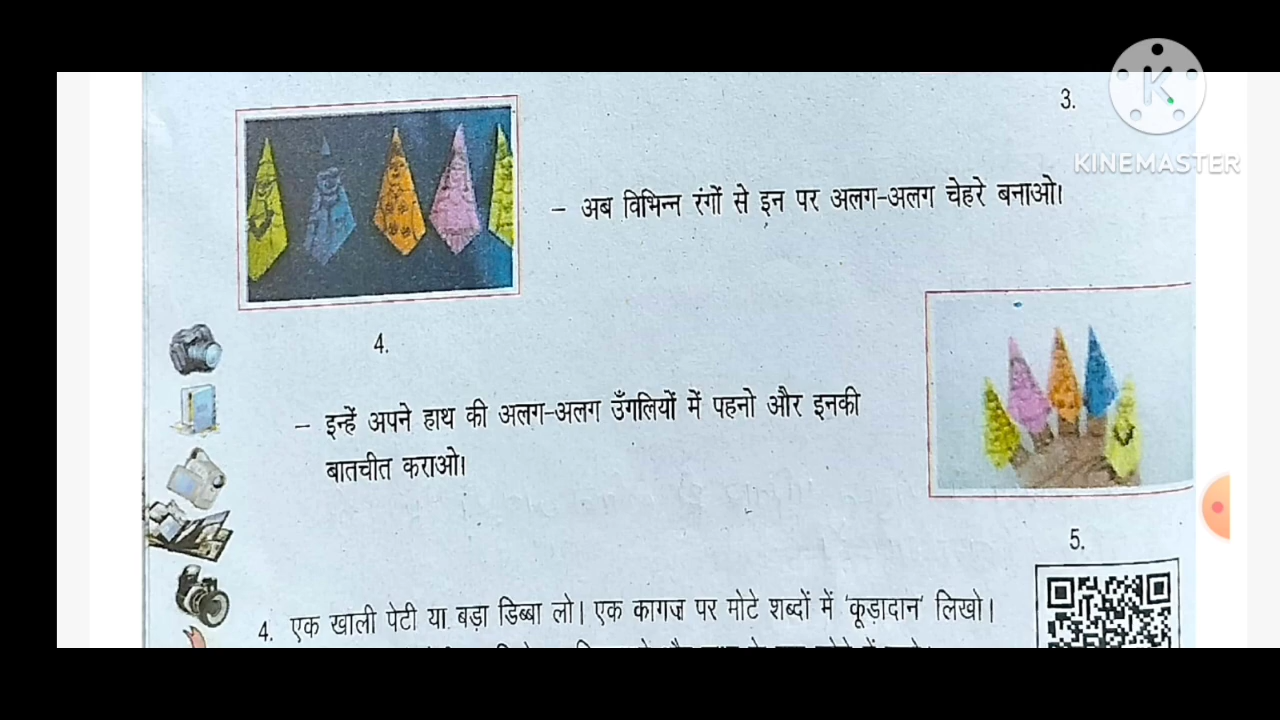 3.
KINEMASTER
– अब विभिन्न रंगों से इन पर अलग-अलग चेहरे बनाओ।
4.
– इन्हें अपने हाथ की अलग-अलग उँगलियों में पहनो और इनकी
बातचीत कराओ।
5.
4. एक खाली पेटी या बड़ा डिब्बा लो। एक कागज पर मोटे शब्दों में 'कूड़ादान' लिखो।